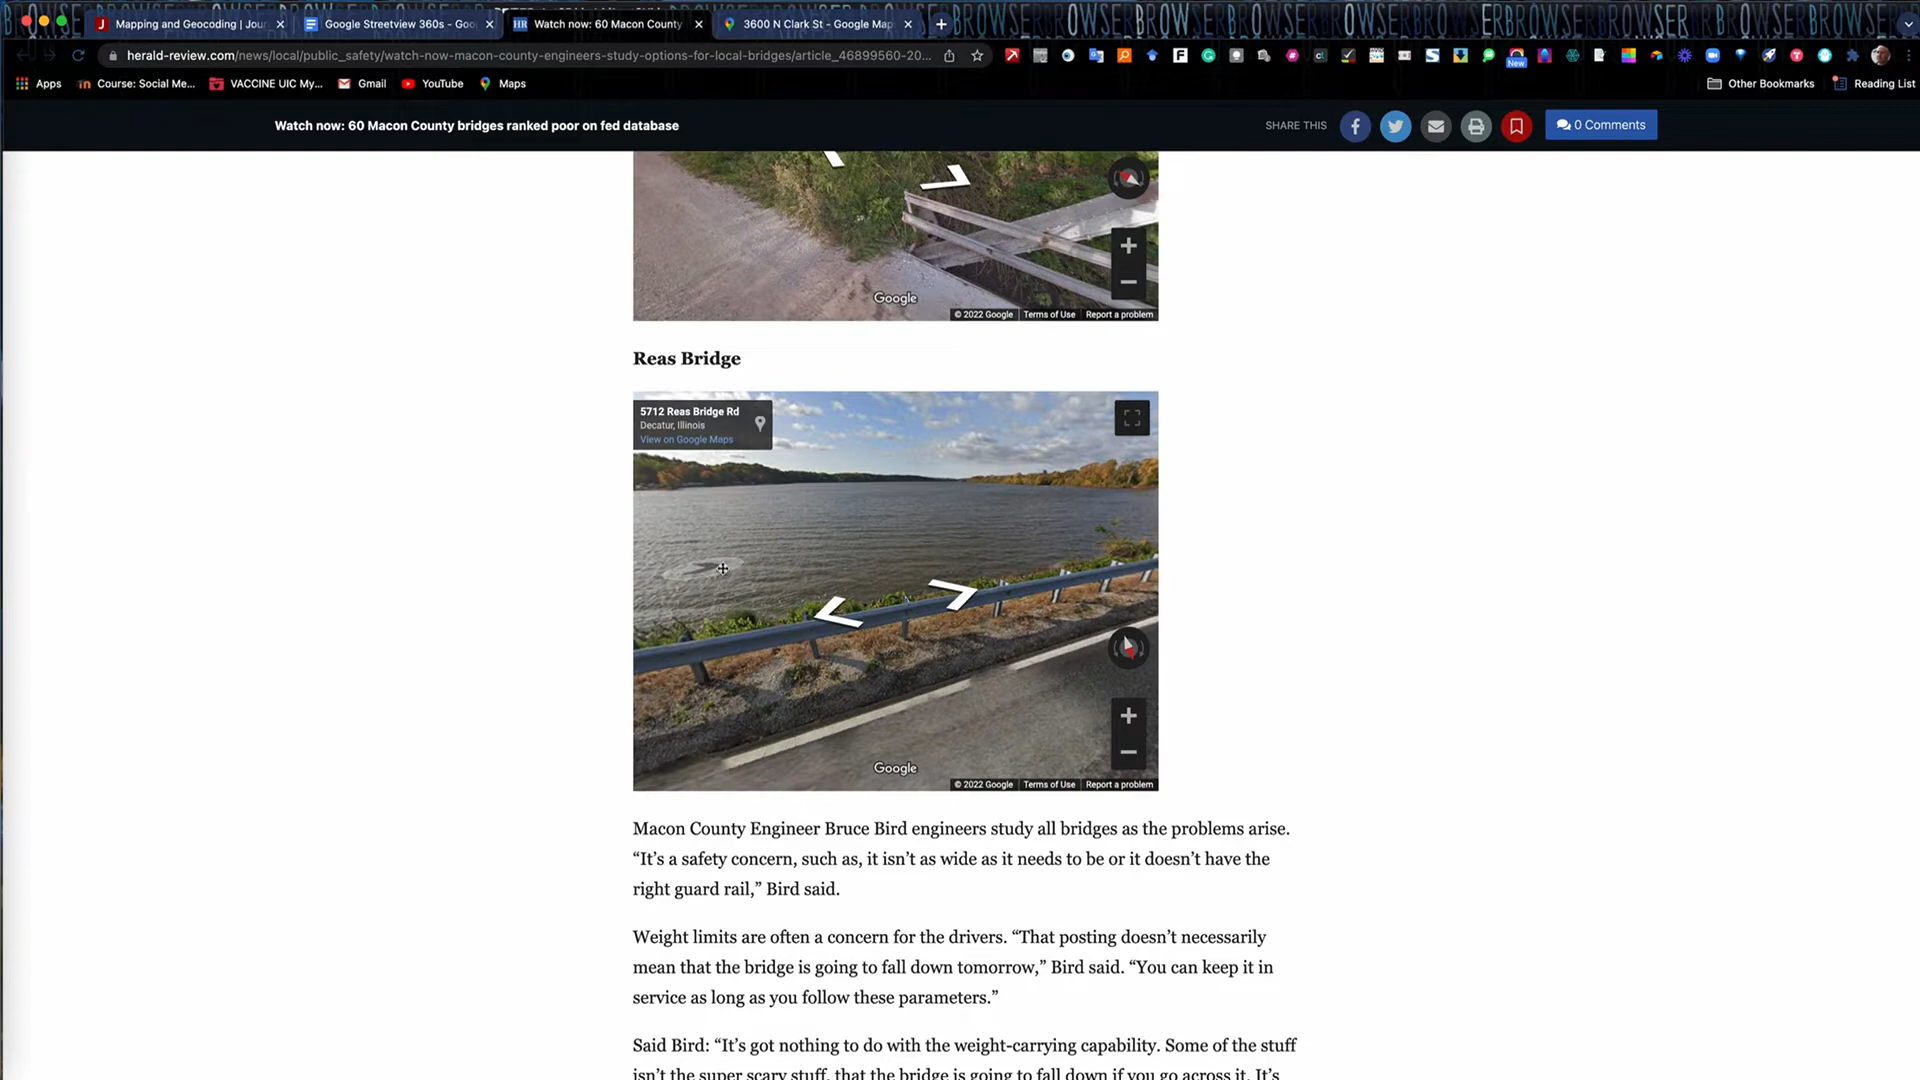 BROWSER BROWSER BROWSER BROWSER BROWSER
Mapping and Geocoding | Jour
Google Streetview 360s - Goo
HR Watch now: 60 Macon County
3600 N Clark St - Google Map
herald-review.com/news/local/public_safety/watch-now-macon-county-engineers-study-options-for-local-bridges/article_46899560-20...
New
Apps
Course: Social Me...
VACCINE UIC My...
Gmail
YouTube
Maps
Other Bookmarks
Reading List
Watch now: 60 Macon County bridges ranked poor on fed database
SHARE THIS
0 Comments
Google
© 2022 Google Terms of Use Report a problem
Reas Bridge
5712 Reas Bridge Rd
Decatur, Illinois
View on Google Maps
Google
© 2022 Google Terms of Use Report a problem
Macon County Engineer Bruce Bird engineers study all bridges as the problems arise.
“It’s a safety concern, such as, it isn’t as wide as it needs to be or it doesn’t have the
right guard rail,” Bird said.
Weight limits are often a concern for the drivers. “That posting doesn’t necessarily
mean that the bridge is going to fall down tomorrow,” Bird said. “You can keep it in
service as long as you follow these parameters.”
Said Bird: “It’s got nothing to do with the weight-carrying capability. Some of the stuff
isn’t the super scary stuff, that the bridge is going to fall down if you go across it. It’s